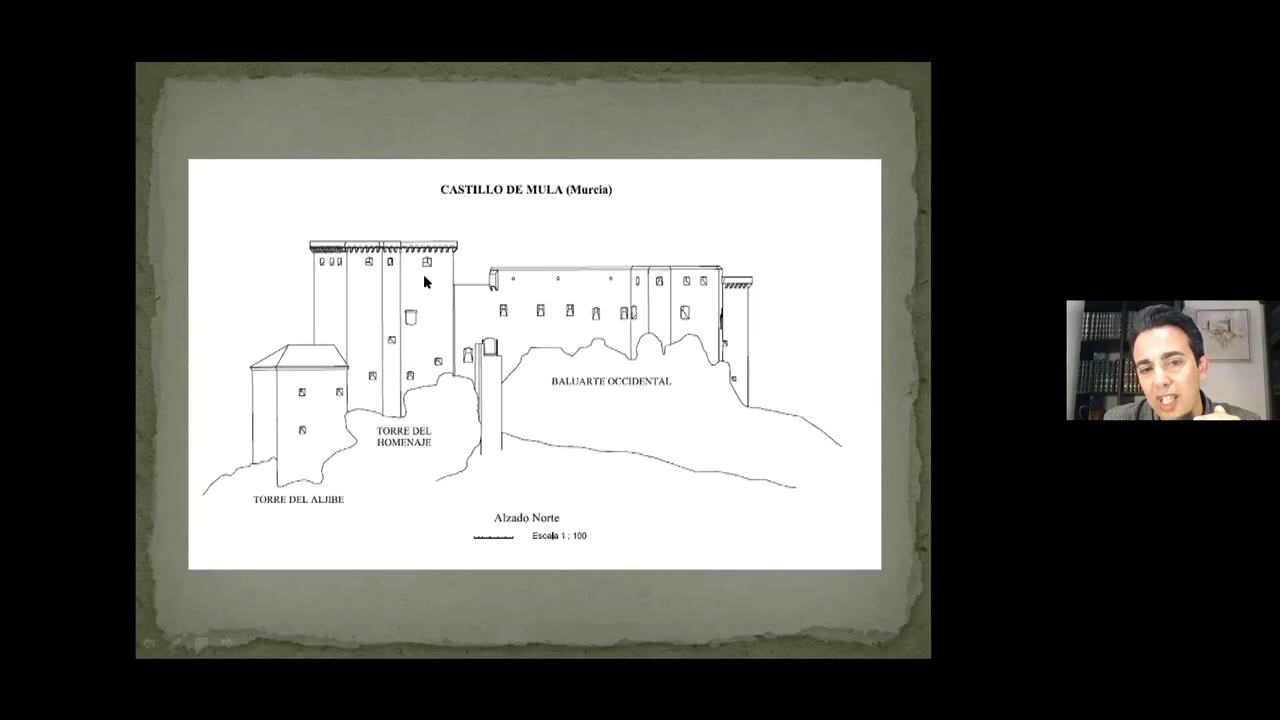 CASTILLO DE MULA (Murcia)
BALUARTE OCCIDENTAL
TORRE DEL
HOMENAJE
TORRE DEL ALJIBE
Alzado Norte
Escala 1 : 100